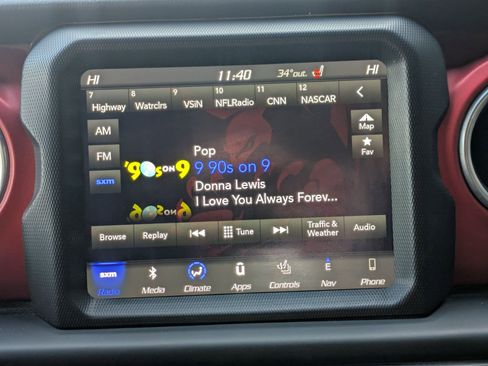 HI 11:40 34°out. HI
7 8 9 10 11 12
Highway Watrclrs VSiN NFLRadio CNN NASCAR
AM
Map
FM
Fav
sxm
'90s on 9
Pop
9 90s on 9
Donna Lewis
I Love You Always Forev...
Browse Replay Tune Traffic & Weather Audio
sxm U E
Radio Media Climate Apps Controls Nav Phone